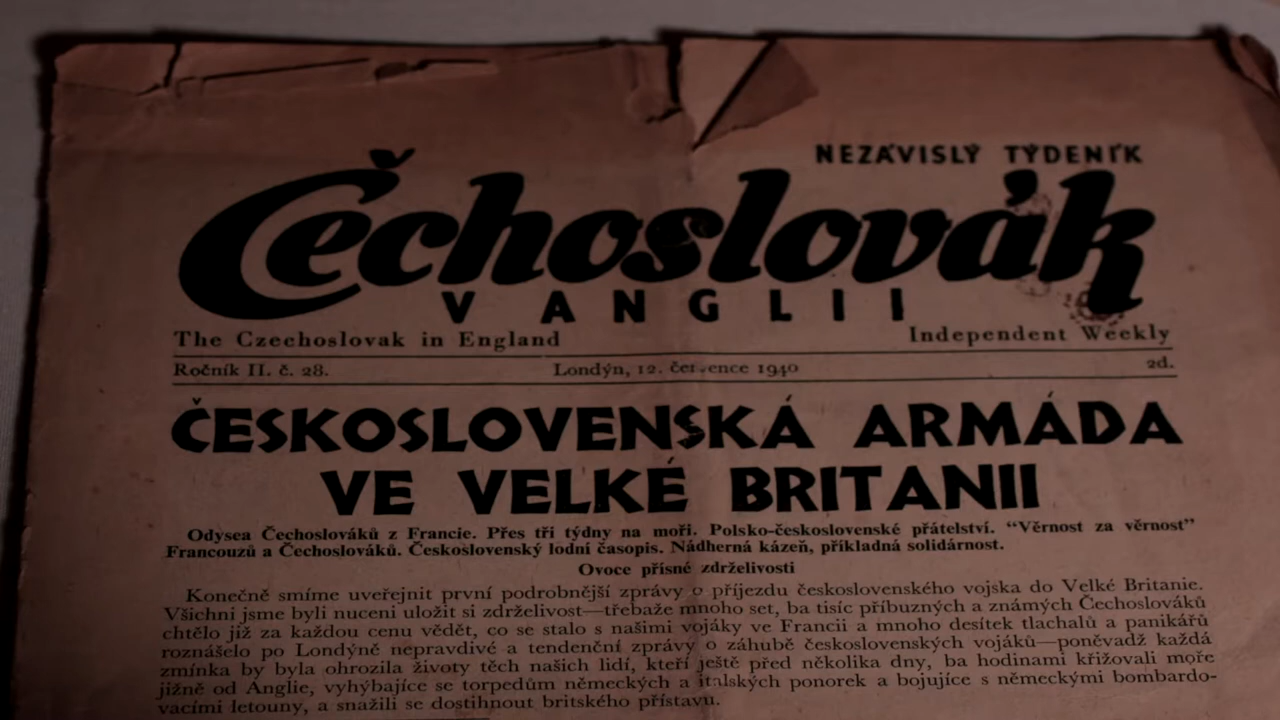 NEZÁVISLÝ TÝDENÍK
Čechoslovák
V ANGLII
The Czechoslovak in England
Independent Weekly
Ročník II. č. 28.
Londýn, 12. července 1940
2d.
ČESKOSLOVENSKÁ ARMÁDA
VE VELKÉ BRITANII
Odysea Čechoslováků z Francie. Přes tři týdny na moři. Polsko-československé přátelství. “Věrnost za věrnost”
Francouzů a Čechoslováků. Československý lodní časopis. Nádherná kázeň, příkladná solidárnost.
Ovoce přísné zdrželivosti
Konečně smíme uveřejnit první podrobnější zprávy o příjezdu československého vojska do Velké Britanie.
Všichni jsme byli nuceni uložit si zdrželivost—třebaže mnoho set, ba tisíc příbuzných a známých Čechoslováků
chtělo již za každou cenu vědět, co se stalo s našimi vojáky ve Francii a mnoho desítek tlachalů a panikářů
roznášelo po Londýně nepravdivé a tendenční zprávy o záhubě československých vojáků—poněvadž každá
zmínka by byla ohrozila životy těch našich lidí, kteří ještě před několika dny, ba hodinami křižovali moře
jižně od Anglie, vyhýbajíce se torpedům německých a italských ponorek a bojujíce s německými bombardo-
vacími letouny, a snažili se dostihnout britského přístavu.